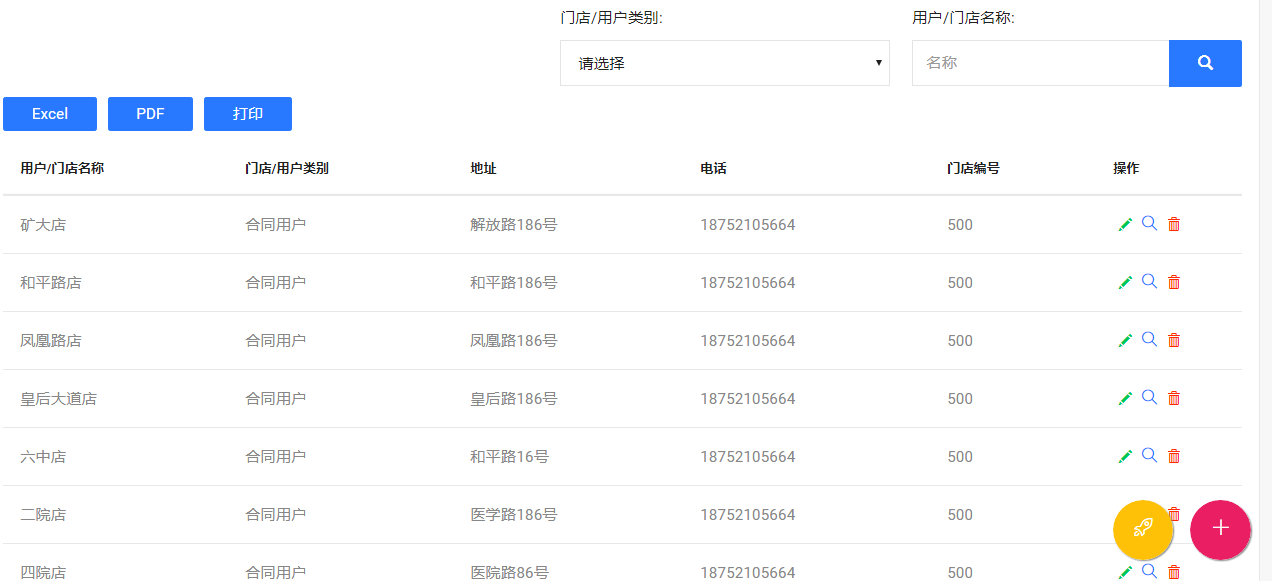 门店/用户类别: 用户/门店名称:
请选择 名称
Excel PDF 打印
用户/门店名称 门店/用户类别 地址 电话 门店编号 操作
矿大店 合同用户 解放路186号 18752105664 500
和平路店 合同用户 和平路186号 18752105664 500
凤凰路店 合同用户 凤凰路186号 18752105664 500
皇后大道店 合同用户 皇后路186号 18752105664 500
六中店 合同用户 和平路16号 18752105664 500
二院店 合同用户 医学路186号 18752105664 500
四院店 合同用户 医院路86号 18752105664 500